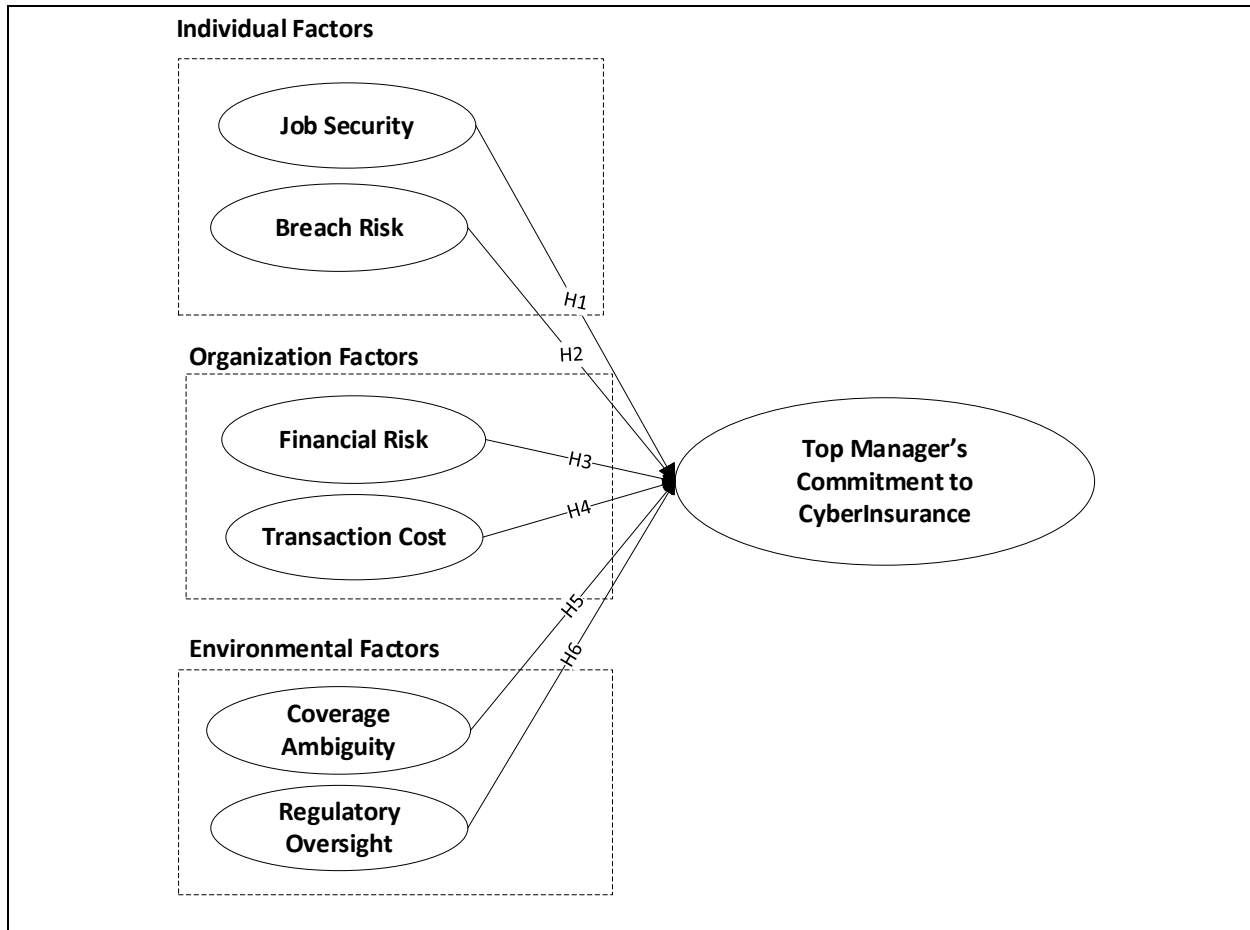 Individual Factors
Job Security
Breach Risk
H1
H2
Organization Factors
Financial Risk
H3
Transaction Cost
H4
Top Manager’s
Commitment to
CyberInsurance
H5
H6
Environmental Factors
Coverage
Ambiguity
Regulatory
Oversight